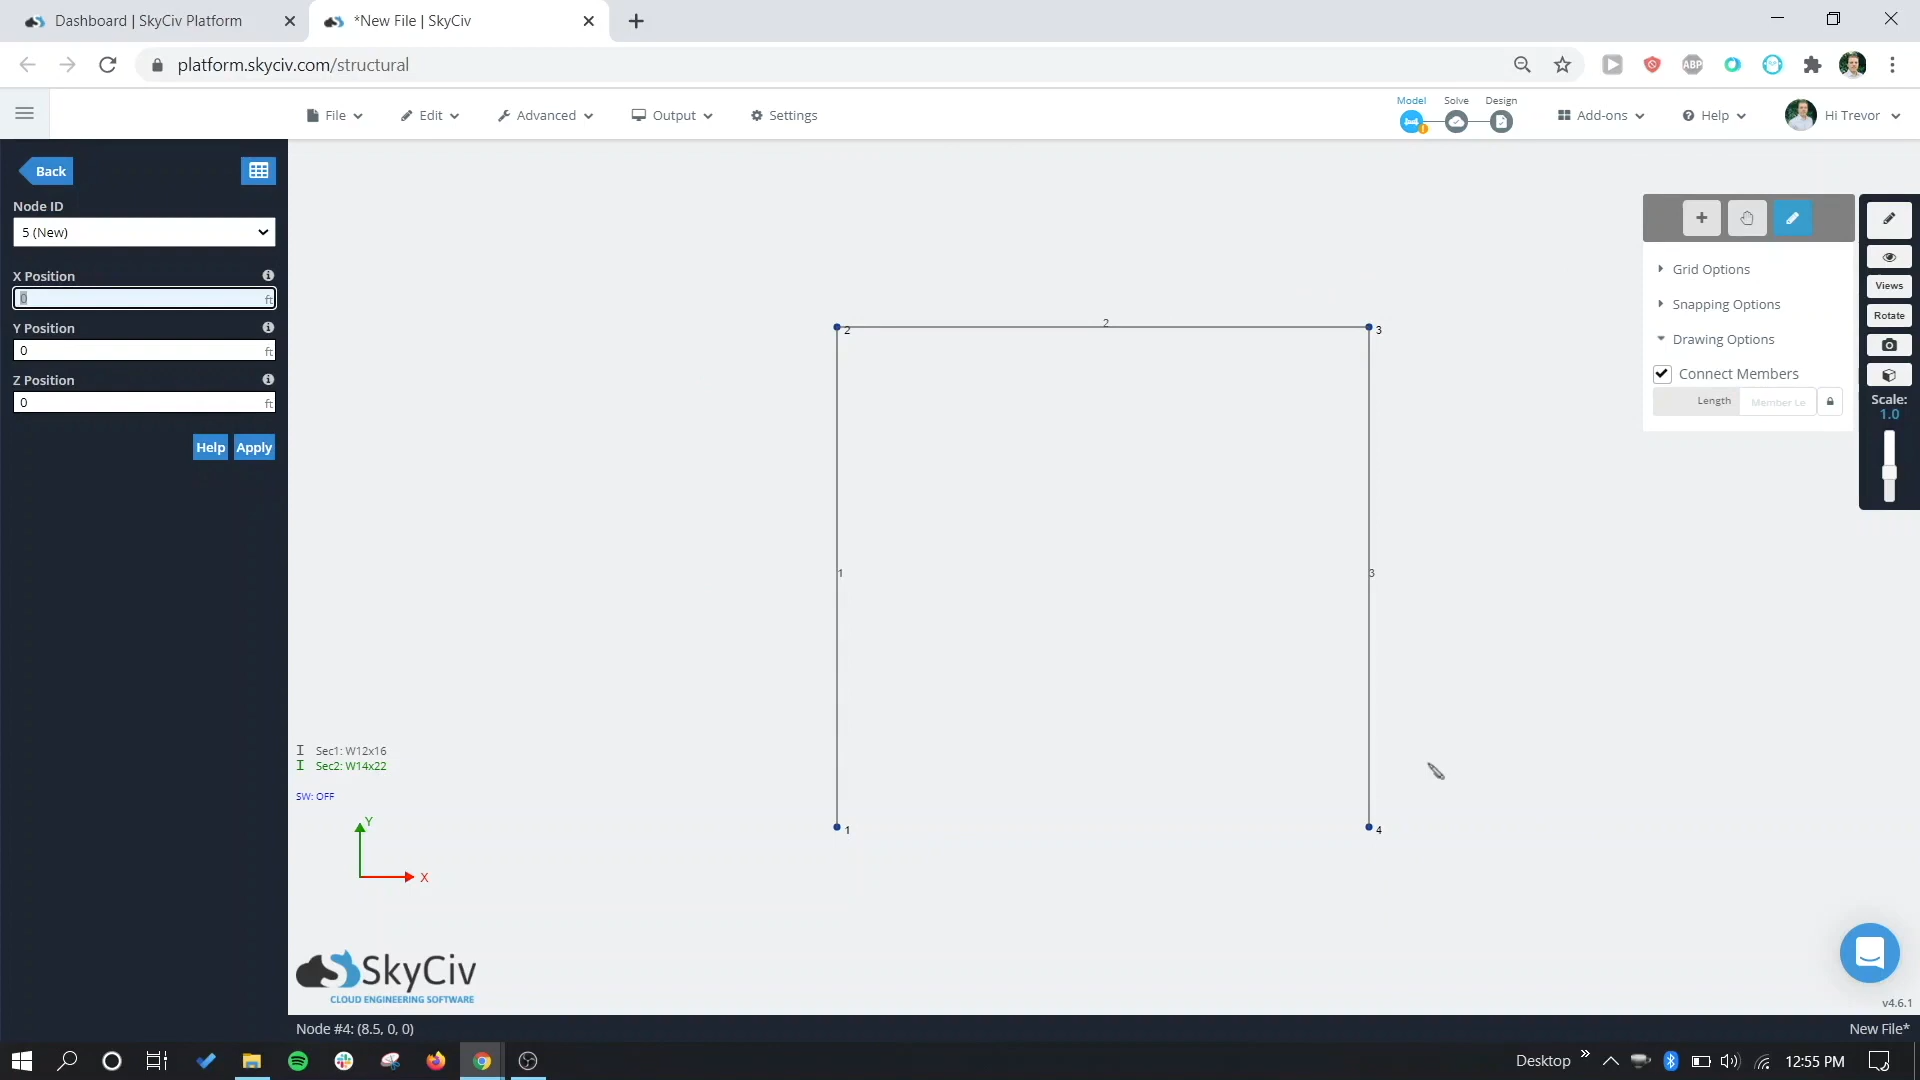 Dashboard | SkyCiv Platform
*New File | SkyCiv
platform.skyciv.com/structural
ABP
File
Edit
Advanced
Output
Settings
Model
Solve
Design
Add-ons
Help
Hi Trevor
Back
Node ID
5 (New)
X Position
0
ft
Y Position
0
ft
Z Position
0
ft
Help
Apply
Grid Options
Snapping Options
Drawing Options
Connect Members
Length
Member Le
Views
Rotate
Scale:
1.0
2
2
3
1
3
1
4
I Sec1: W12x16
I Sec2: W14x22
SW: OFF
Y
X
SkyCiv
CLOUD ENGINEERING SOFTWARE
v4.6.1
Node #4: (8.5, 0, 0)
New File*
Desktop
12:55 PM